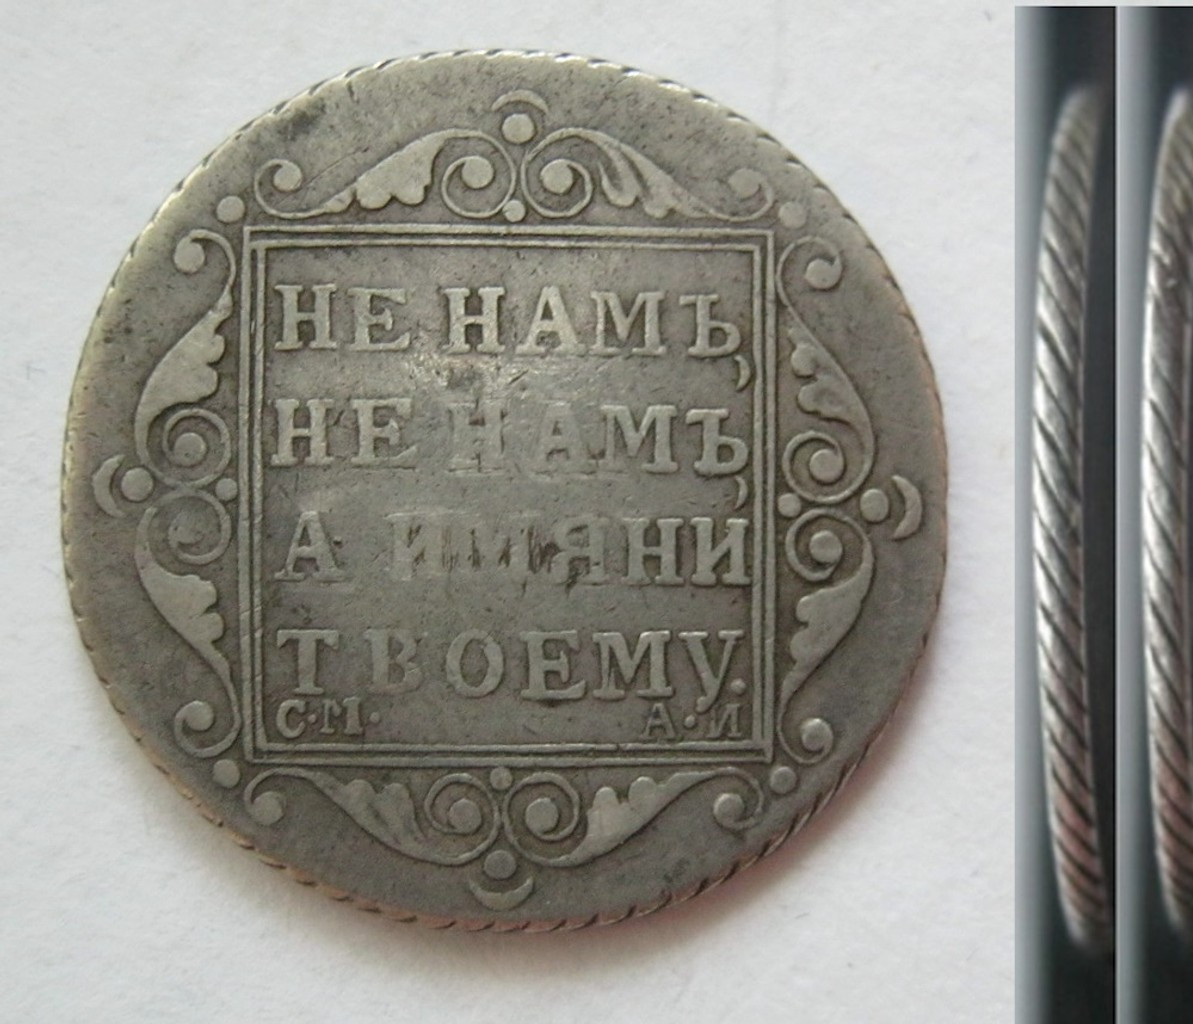 НЕ НАМЪ,
НЕ НАМЪ,
А ИМЯНИ
ТВОЕМУ.
С·М· А·И